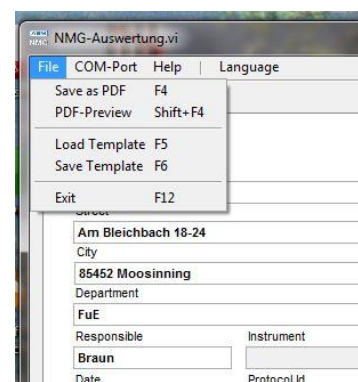 NMG-Auswertung.vi
File COM-Port Help | Language
Save as PDF F4
PDF-Preview Shift+F4
Load Template F5
Save Template F6
Exit F12
Street
Am Bleichbach 18-24
City
85452 Moosinning
Department
FuE
Responsible Instrument
Braun
Date Protocol Id